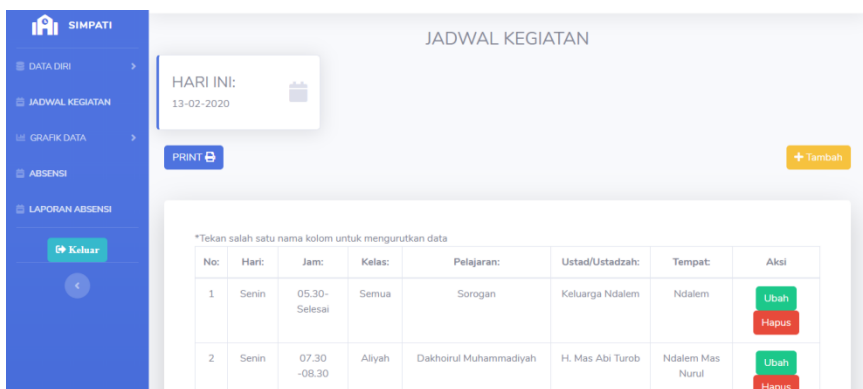 SIMPATI
DATA DIRI
JADWAL KEGIATAN
GRAFIK DATA
ABSENSI
LAPORAN ABSENSI
Keluar
JADWAL KEGIATAN
HARI INI:
13-02-2020
PRINT
+ Tambah
*Tekan salah satu nama kolom untuk mengurutkan data
No: Hari: Jam: Kelas: Pelajaran: Ustad/Ustadzah: Tempat: Aksi
1 Senin 05.30- Semua Sorogan Keluarga Ndalem Ndalem Ubah
Selesai Hapus
2 Senin 07.30 Aliyah Dakhoirul Muhammadiyah H. Mas Abi Turob Ndalem Mas Ubah
-08.30 Nurul Hapus